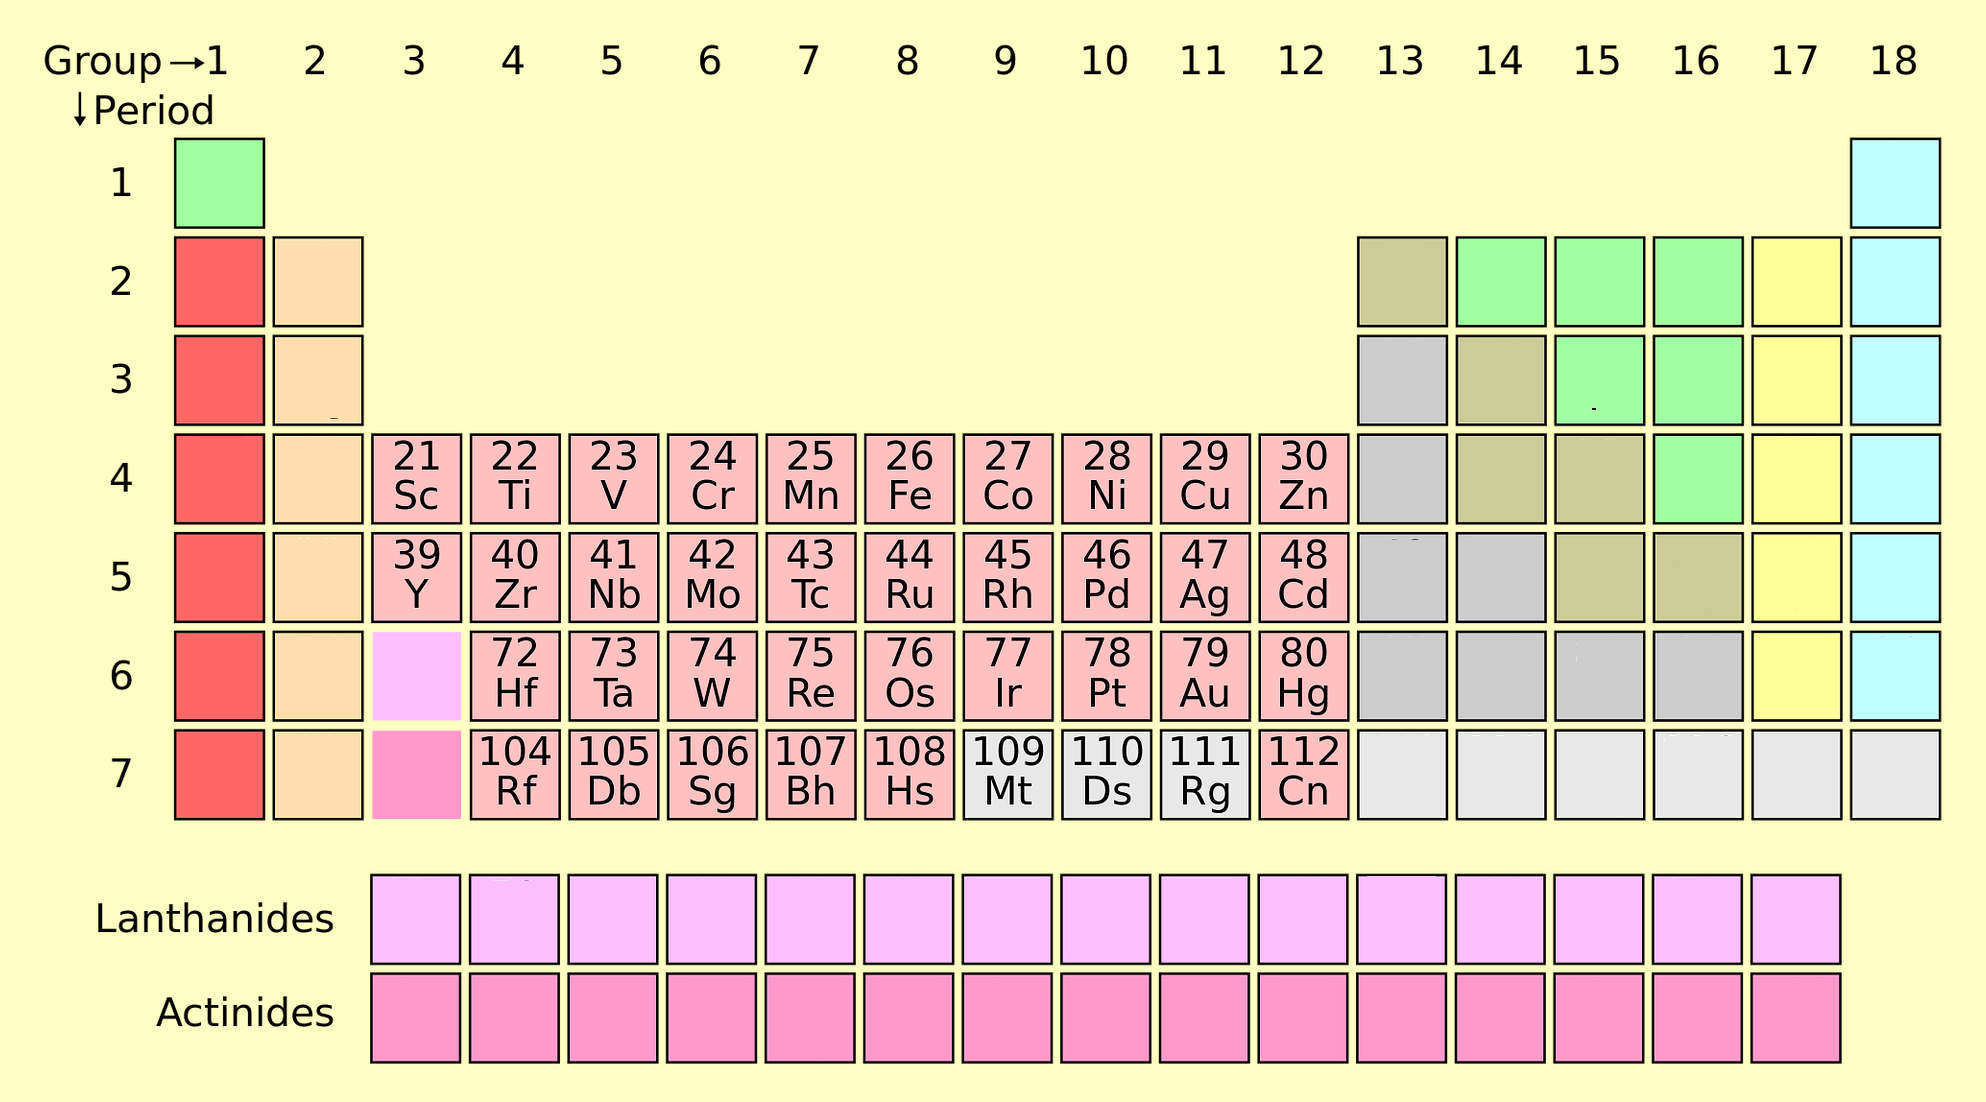 Group →1 2 3 4 5 6 7 8 9 10 11 12 13 14 15 16 17 18
↓Period
1
2
3
4
21 22 23 24 25 26 27 28 29 30
Sc Ti V Cr Mn Fe Co Ni Cu Zn
5
39 40 41 42 43 44 45 46 47 48
Y Zr Nb Mo Tc Ru Rh Pd Ag Cd
6
72 73 74 75 76 77 78 79 80
Hf Ta W Re Os Ir Pt Au Hg
7
104 105 106 107 108 109 110 111 112
Rf Db Sg Bh Hs Mt Ds Rg Cn
Lanthanides
Actinides